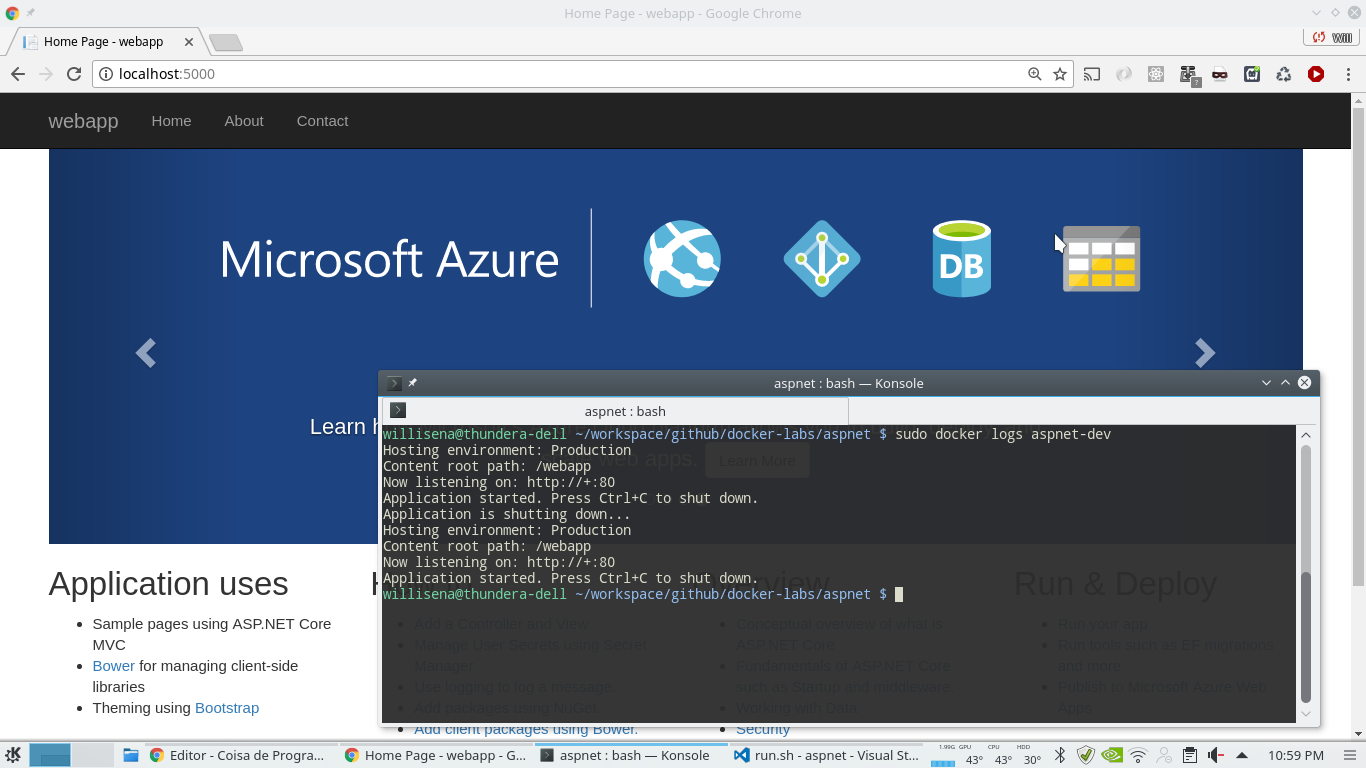 Home Page - webapp - Google Chrome
Home Page - webapp
Will
localhost:5000
webapp Home About Contact
Microsoft Azure
DB
Learn
aspnet : bash — Konsole
aspnet : bash
willisena@thundera-dell ~/workspace/github/docker-labs/aspnet $ sudo docker logs aspnet-dev
Hosting environment: Production
web apps. Learn More
Content root path: /webapp
Now listening on: http://+:80
Application started. Press Ctrl+C to shut down.
Application is shutting down...
Hosting environment: Production
Content root path: /webapp
Now listening on: http://+:80
Application started. Press Ctrl+C to shut down.
willisena@thundera-dell ~/workspace/github/docker-labs/aspnet $
Application uses
Sample pages using ASP.NET Core
MVC
Bower for managing client-side
libraries
Theming using Bootstrap
Add a Controller and View
Manage User Secrets using Secret
Manager.
Use logging to log a message.
Add packages using NuGet.
Add client packages using Bower.
Overview
Conceptual overview of what is
ASP.NET Core
Fundamentals of ASP.NET Core
such as Startup and middleware.
Working with Data
Security
Run & Deploy
Run your app
Run tools such as EF migrations
and more
Publish to Microsoft Azure Web
Apps
Editor - Coisa de Progra...
Home Page - webapp - G...
aspnet : bash — Konsole
run.sh - aspnet - Visual St...
1.99G GPU CPU HDD
43° 43° 30°
10:59 PM